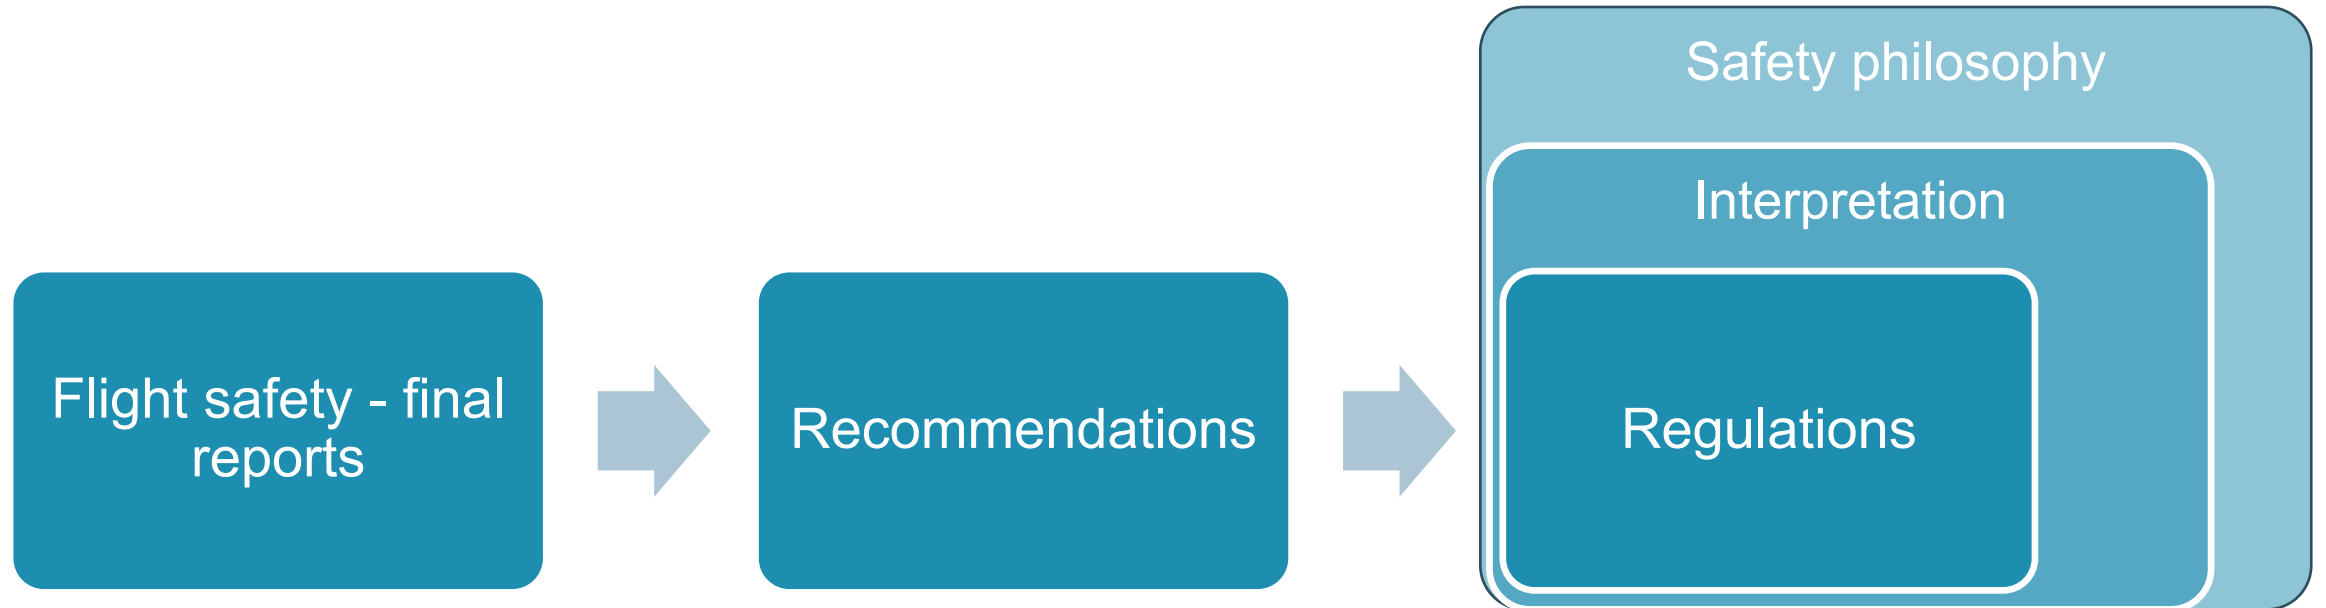 Safety philosophy
Interpretation
Flight safety - final
reports
Recommendations
Regulations